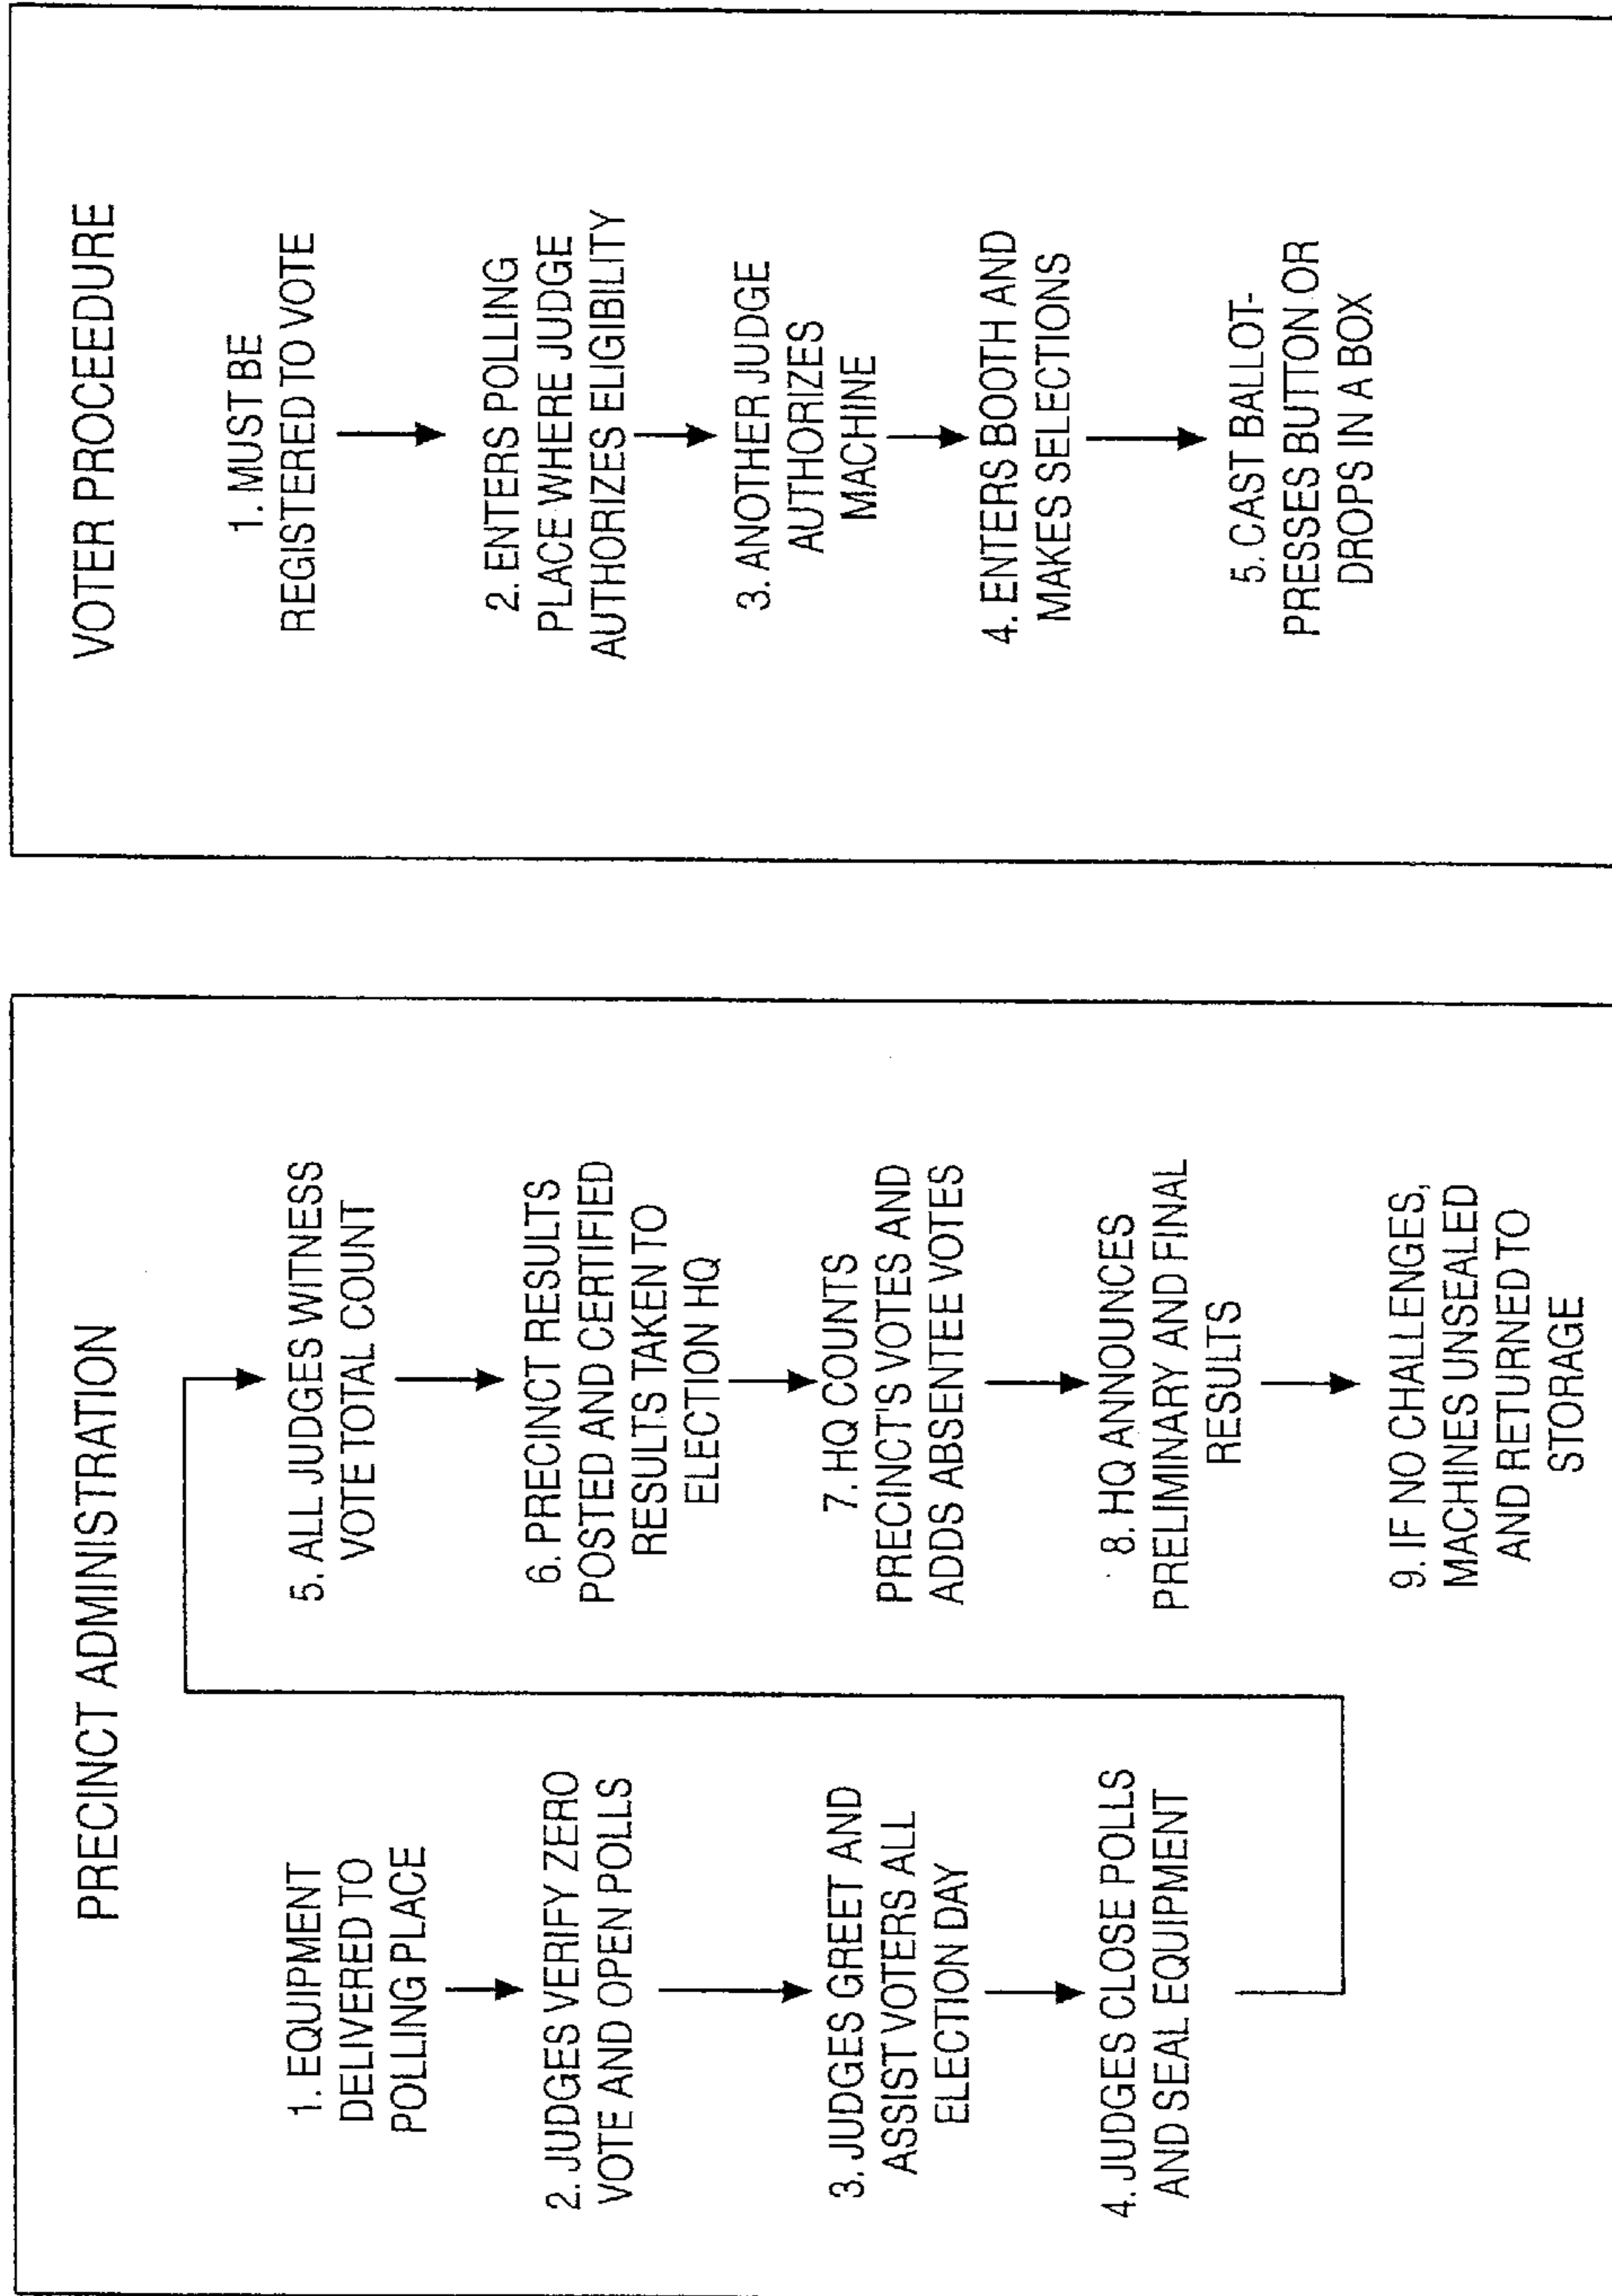 PRECINCT ADMINISTRATION
1. EQUIPMENT
DELIVERED TO
POLLING PLACE
2. JUDGES VERIFY ZERO
VOTE AND OPEN POLLS
3. JUDGES GREET AND
ASSIST VOTERS ALL
ELECTION DAY
4. JUDGES CLOSE POLLS
AND SEAL EQUIPMENT
5. ALL JUDGES WITNESS
VOTE TOTAL COUNT
6. PRECINCT RESULTS
POSTED AND CERTIFIED
RESULTS TAKEN TO
ELECTION HQ
7. HQ COUNTS
PRECINCT'S VOTES AND
ADDS ABSENTEE VOTES
8. HQ ANNOUNCES
PRELIMINARY AND FINAL
RESULTS
9. IF NO CHALLENGES,
MACHINES UNSEALED
AND RETURNED TO
STORAGE
VOTER PROCEEDURE
1. MUST BE
REGISTERED TO VOTE
2. ENTERS POLLING
PLACE WHERE JUDGE
AUTHORIZES ELIGIBILITY
3. ANOTHER JUDGE
AUTHORIZES
MACHINE
4. ENTERS BOOTH AND
MAKES SELECTIONS
5. CAST BALLOT-
PRESSES BUTTON OR
DROPS IN A BOX